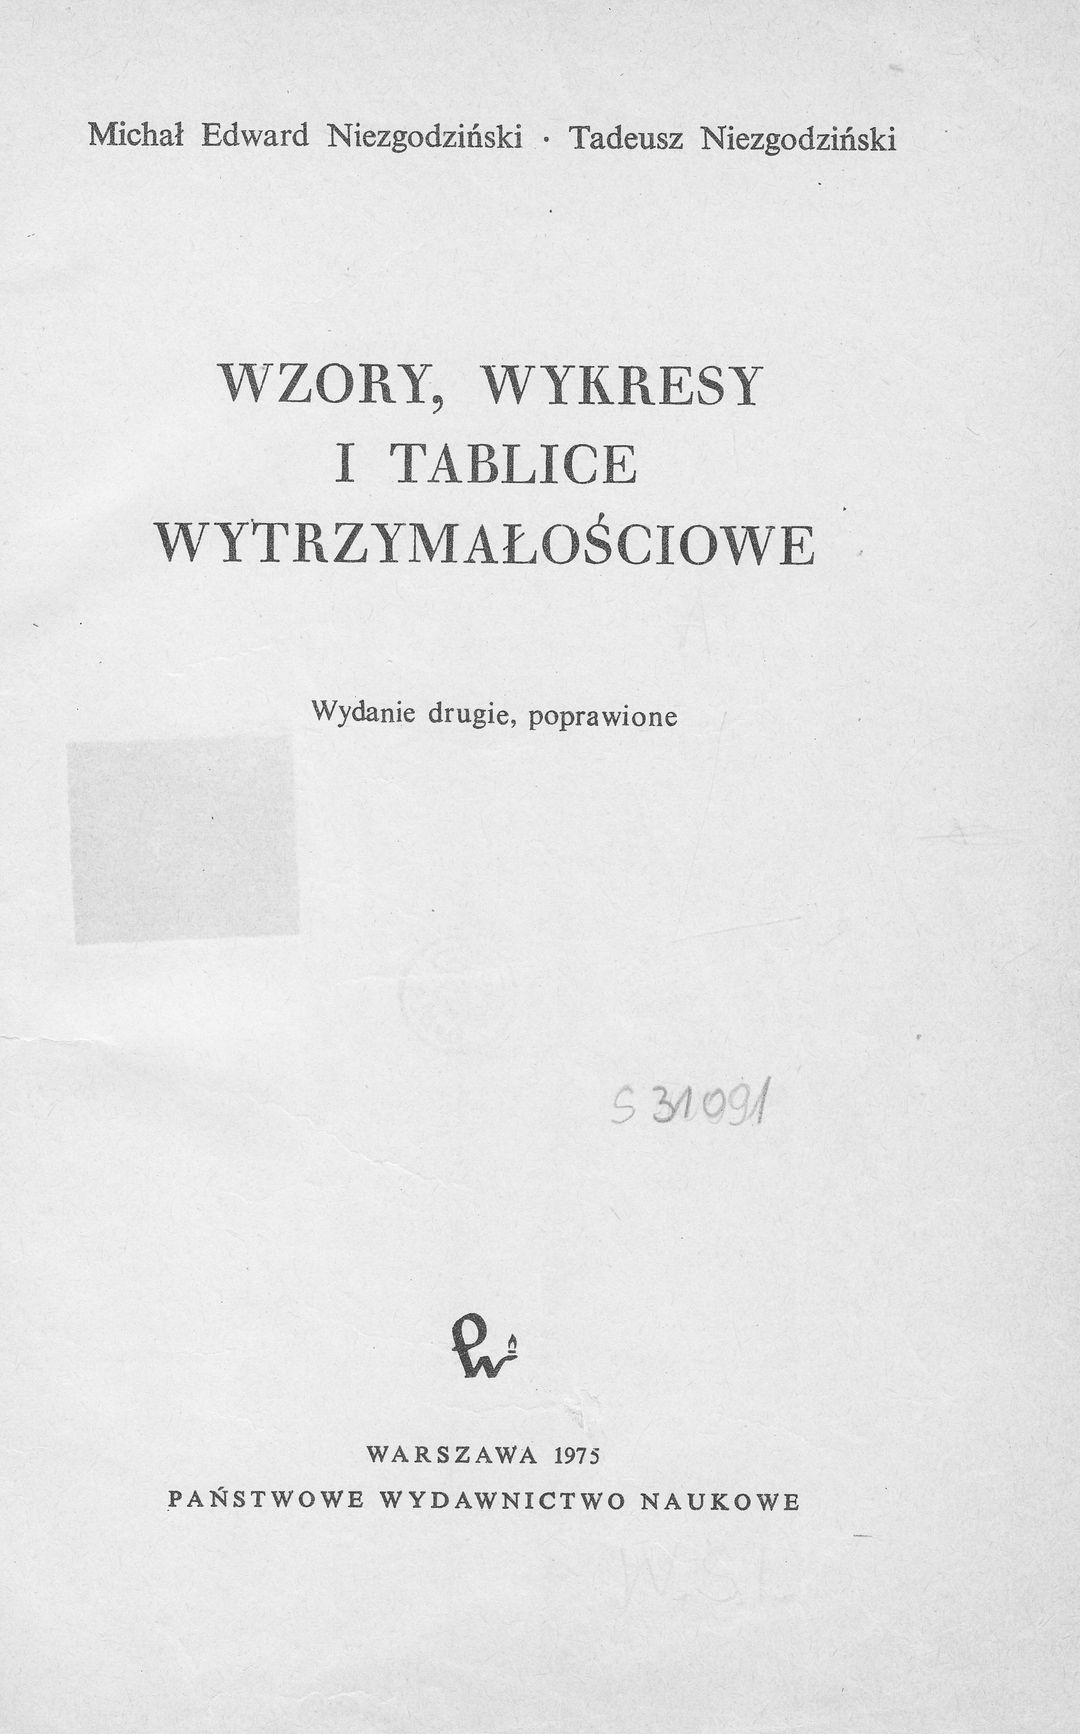 Michał Edward Niezgodziński · Tadeusz Niezgodziński
WZORY, WYKRESY
I TABLICE
WYTRZYMAŁOŚCIOWE
Wydanie drugie, poprawione
S 31091
WARSZAWA 1975
PAŃSTWOWE WYDAWNICTWO NAUKOWE